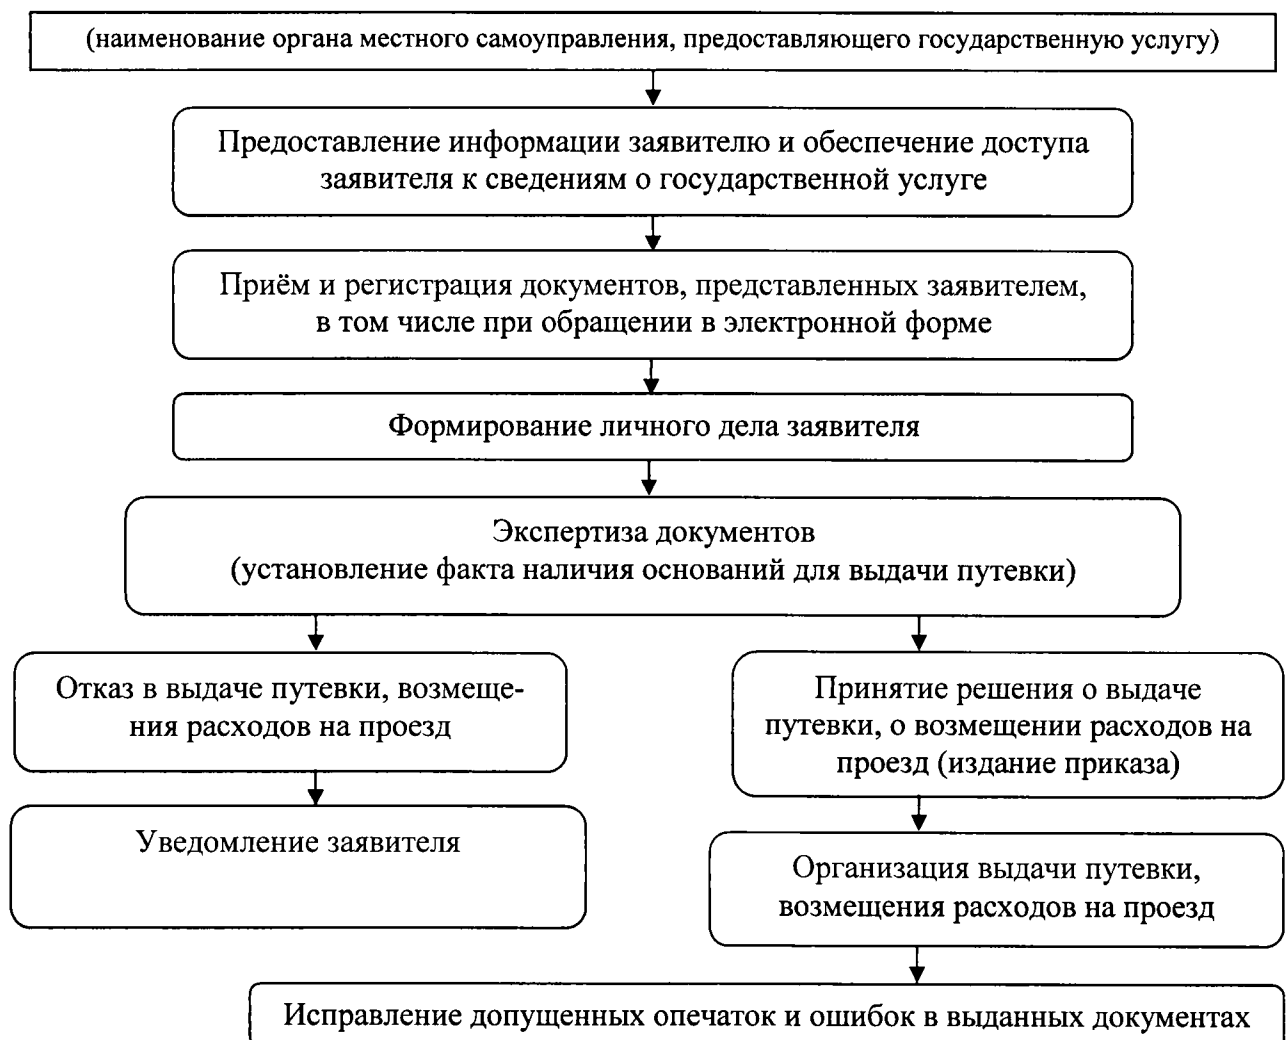 (наименование органа местного самоуправления, предоставляющего государственную услугу)
Предоставление информации заявителю и обеспечение доступа
заявителя к сведениям о государственной услуге
Приём и регистрация документов, представленных заявителем,
в том числе при обращении в электронной форме
Формирование личного дела заявителя
Экспертиза документов
(установление факта наличия оснований для выдачи путевки)
Отказ в выдаче путевки, возмеще-
ния расходов на проезд
Принятие решения о выдаче
путевки, о возмещении расходов на
проезд (издание приказа)
Уведомление заявителя
Организация выдачи путевки,
возмещения расходов на проезд
Исправление допущенных опечаток и ошибок в выданных документах